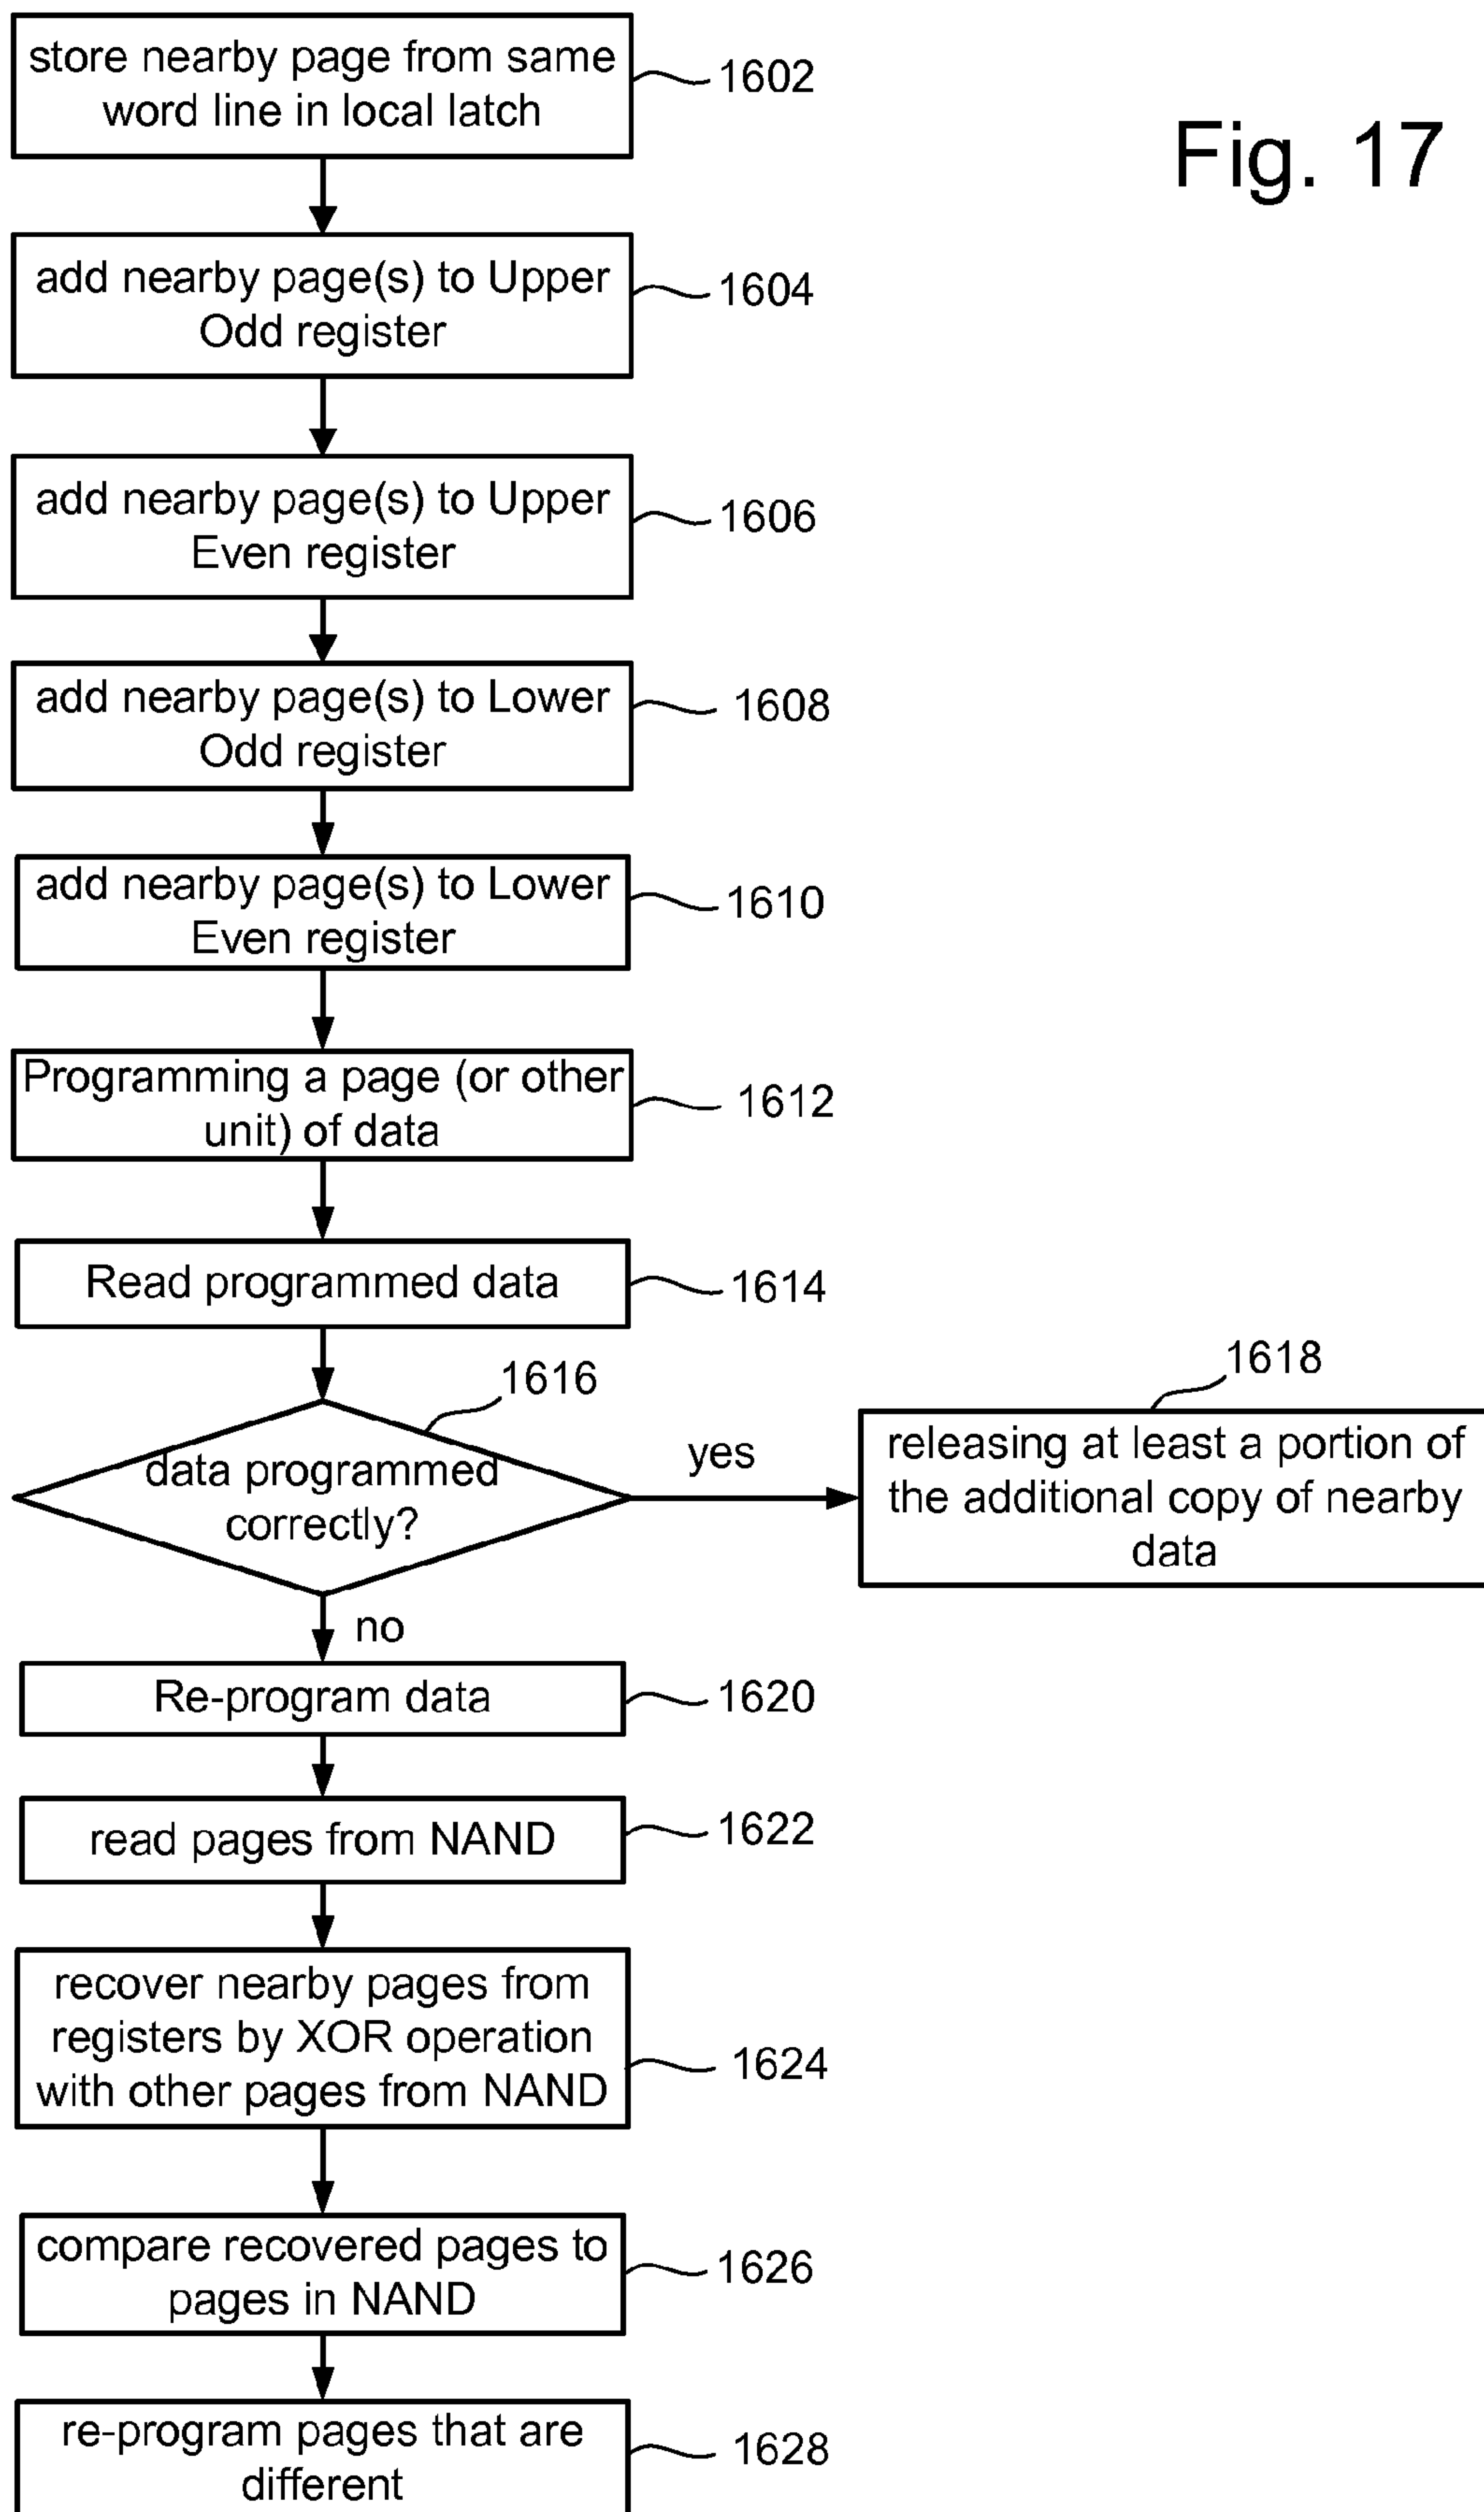 Fig. 17
store nearby page from same
word line in local latch
1602
add nearby page(s) to Upper
Odd register
1604
add nearby page(s) to Upper
Even register
1606
add nearby page(s) to Lower
Odd register
1608
add nearby page(s) to Lower
Even register
1610
Programming a page (or other
unit) of data
1612
Read programmed data
1614
1616
data programmed
correctly?
yes
1618
releasing at least a portion of
the additional copy of nearby
data
no
Re-program data
1620
read pages from NAND
1622
recover nearby pages from
registers by XOR operation
with other pages from NAND
1624
compare recovered pages to
pages in NAND
1626
re-program pages that are
different
1628